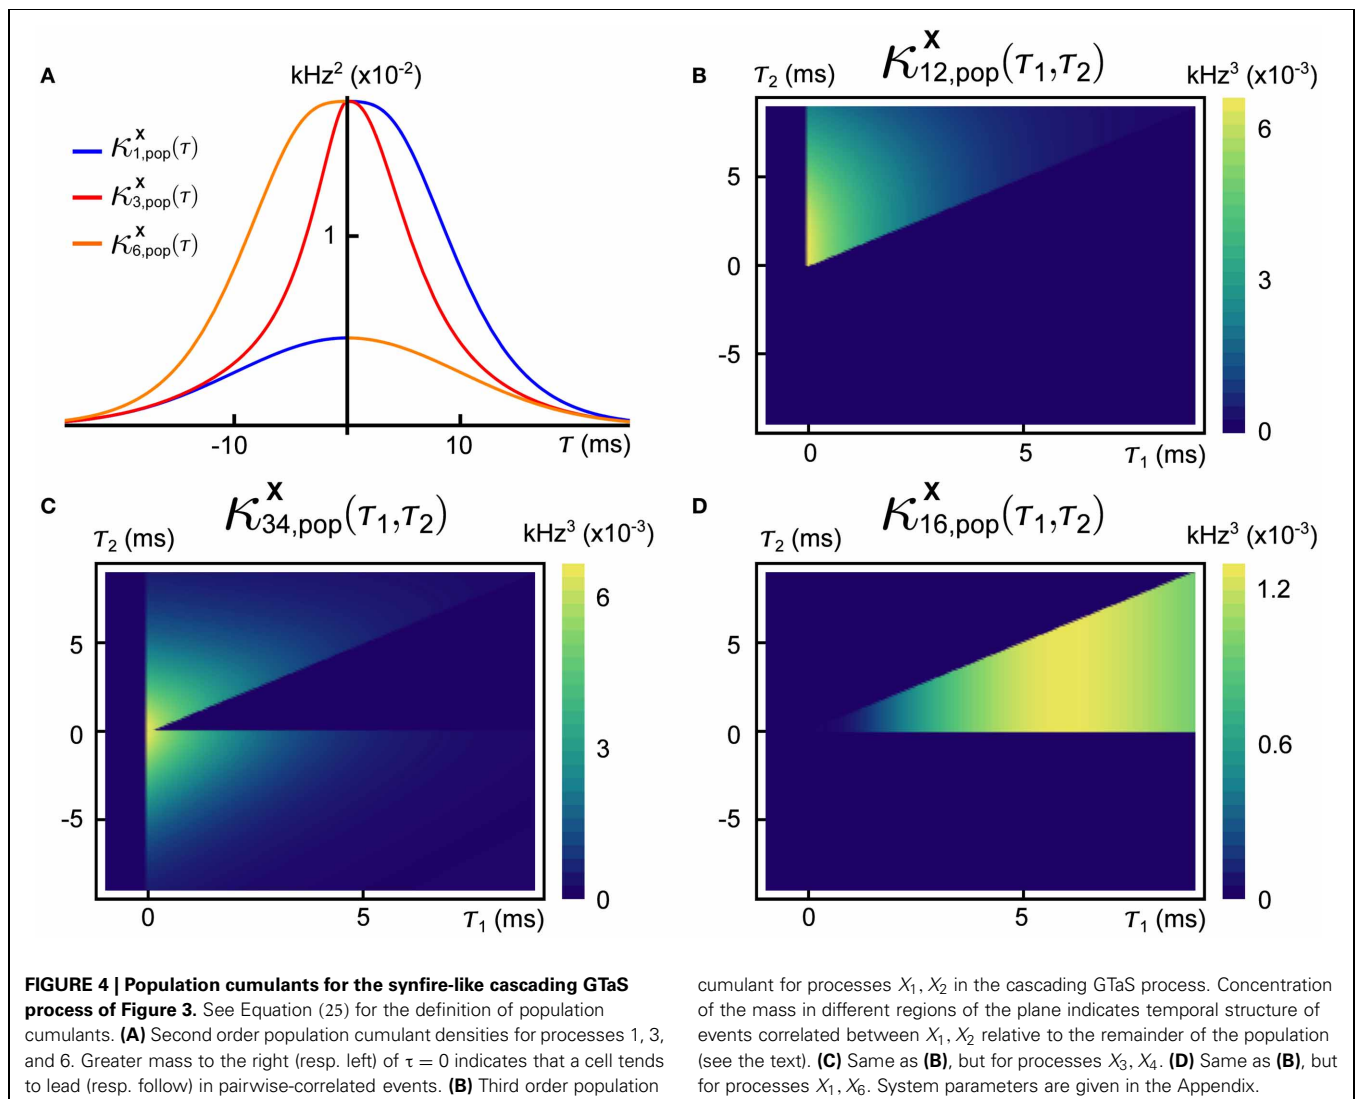 A
kHz² (x10⁻²)
𝜅ˣ₁,pop(τ)
𝜅ˣ₃,pop(τ)
𝜅ˣ₆,pop(τ)
1
-10
10
τ (ms)
B
τ₂ (ms)
𝜅ˣ₁₂,pop(τ₁,τ₂)
kHz³ (x10⁻³)
5
0
-5
0
5
τ₁ (ms)
6
3
0
C
τ₂ (ms)
𝜅ˣ₃₄,pop(τ₁,τ₂)
kHz³ (x10⁻³)
5
0
-5
0
5
τ₁ (ms)
6
3
0
D
τ₂ (ms)
𝜅ˣ₁₆,pop(τ₁,τ₂)
kHz³ (x10⁻³)
5
0
-5
0
5
τ₁ (ms)
1.2
0.6
0
FIGURE 4 | Population cumulants for the synfire-like cascading GTaS
process of Figure 3. See Equation (25) for the definition of population
cumulants. (A) Second order population cumulant densities for processes 1, 3,
and 6. Greater mass to the right (resp. left) of τ = 0 indicates that a cell tends
to lead (resp. follow) in pairwise-correlated events. (B) Third order population
cumulant for processes X₁, X₂ in the cascading GTaS process. Concentration
of the mass in different regions of the plane indicates temporal structure of
events correlated between X₁, X₂ relative to the remainder of the population
(see the text). (C) Same as (B), but for processes X₃, X₄. (D) Same as (B), but
for processes X₁, X₆. System parameters are given in the Appendix.